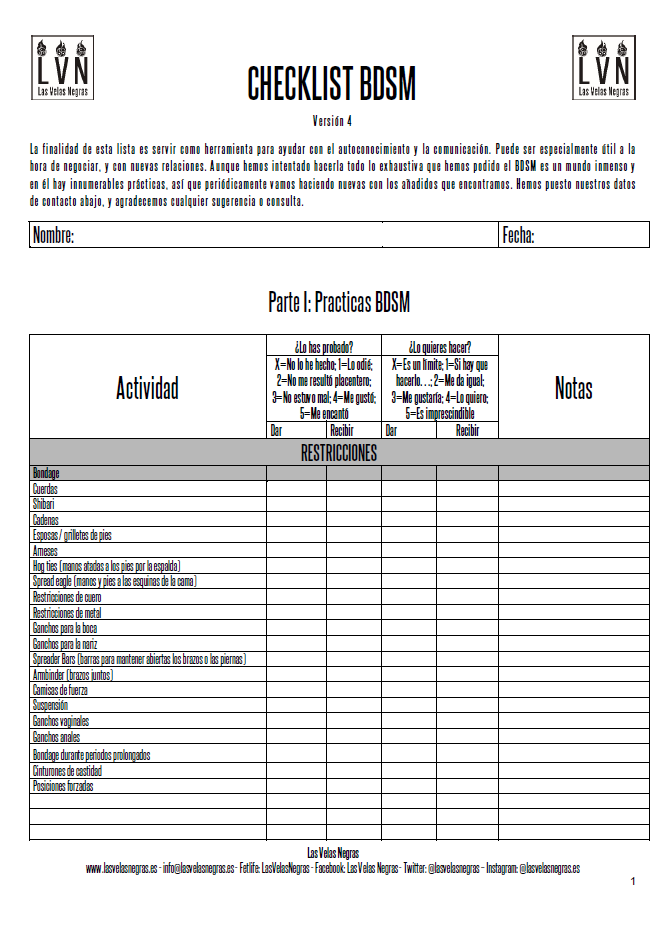 LVN
Las Velas Negras
CHECKLIST BDSM
LVN
Las Velas Negras
Versión 4
La finalidad de esta lista es servir como herramienta para ayudar con el autoconocimiento y la comunicación. Puede ser especialmente útil a la
hora de negociar, y con nuevas relaciones. Aunque hemos intentado hacerla todo lo exhaustiva que hemos podido el BDSM es un mundo inmenso y
en él hay innumerables prácticas, así que periódicamente vamos haciendo nuevas con los añadidos que encontramos. Hemos puesto nuestros datos
de contacto abajo, y agradecemos cualquier sugerencia o consulta.
Nombre:
Fecha:
Parte I: Practicas BDSM
Actividad
¿Lo has probado?
X=No lo he hecho; 1=Lo odié;
2=No me resultó placentero;
3=No estuvo mal; 4=Me gustó;
5=Me encantó
Dar
Recibir
¿Lo quieres hacer?
X=Es un límite; 1=Si hay que
hacerlo...; 2=Me da igual;
3=Me gustaría; 4=Lo quiero;
5=Es imprescindible
Dar
Recibir
Notas
RESTRICCIONES
Bondage
Cuerdas
Shibari
Cadenas
Esposas / grilletes de pies
Arneses
Hog ties (manos atadas a los pies por la espalda)
Spread eagle (manos y pies a las esquinas de la cama)
Restricciones de cuero
Restricciones de metal
Ganchos para la boca
Ganchos para la nariz
Spreader Bars (barras para mantener abiertas los brazos o las piernas)
Armbinder (brazos juntos)
Camisas de fuerza
Suspensión
Ganchos vaginales
Ganchos anales
Bondage durante periodos prolongados
Cinturones de castidad
Posiciones forzadas
Las Velas Negras
www.lasvelasnegras.es - info@lasvelasnegras.es - Fetlife: LasVelasNegras - Facebook: Las Velas Negras - Twitter: @lasvelasnegras – Instagram: @lasvelasnegras.es
1